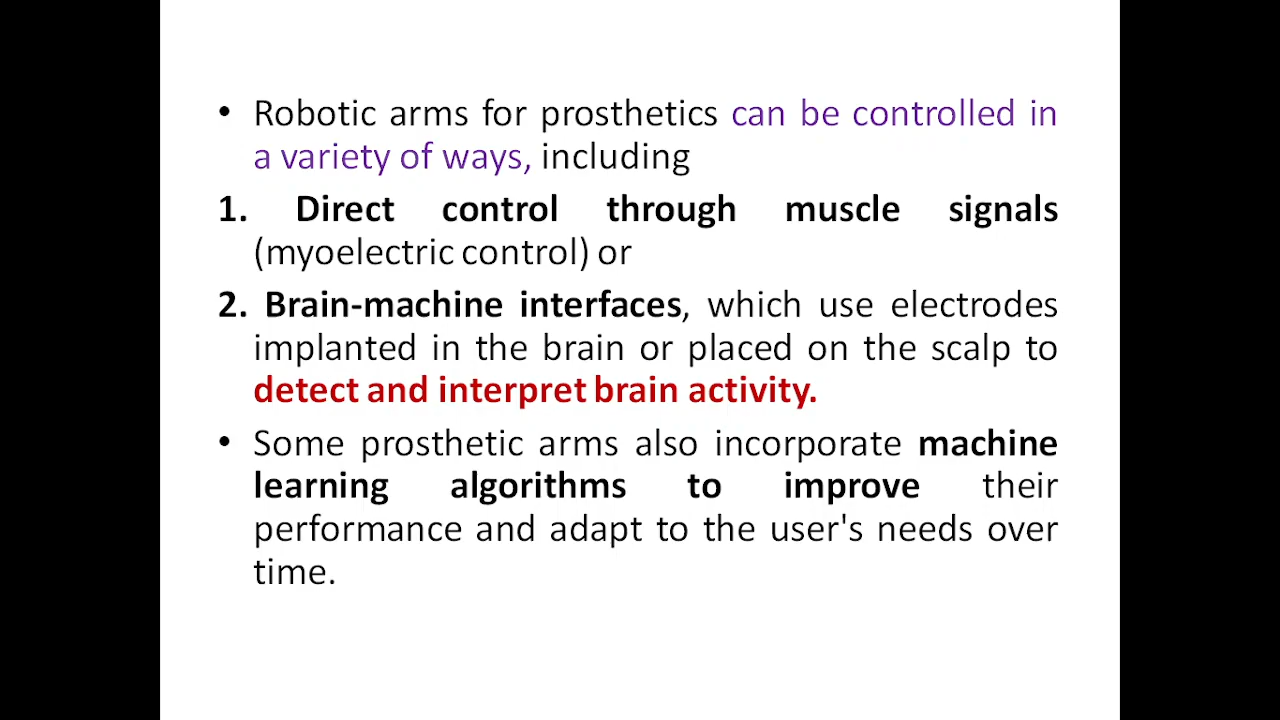 • Robotic arms for prosthetics can be controlled in
a variety of ways, including
1. Direct control through muscle signals
(myoelectric control) or
2. Brain-machine interfaces, which use electrodes
implanted in the brain or placed on the scalp to
detect and interpret brain activity.
• Some prosthetic arms also incorporate machine
learning algorithms to improve their
performance and adapt to the user's needs over
time.